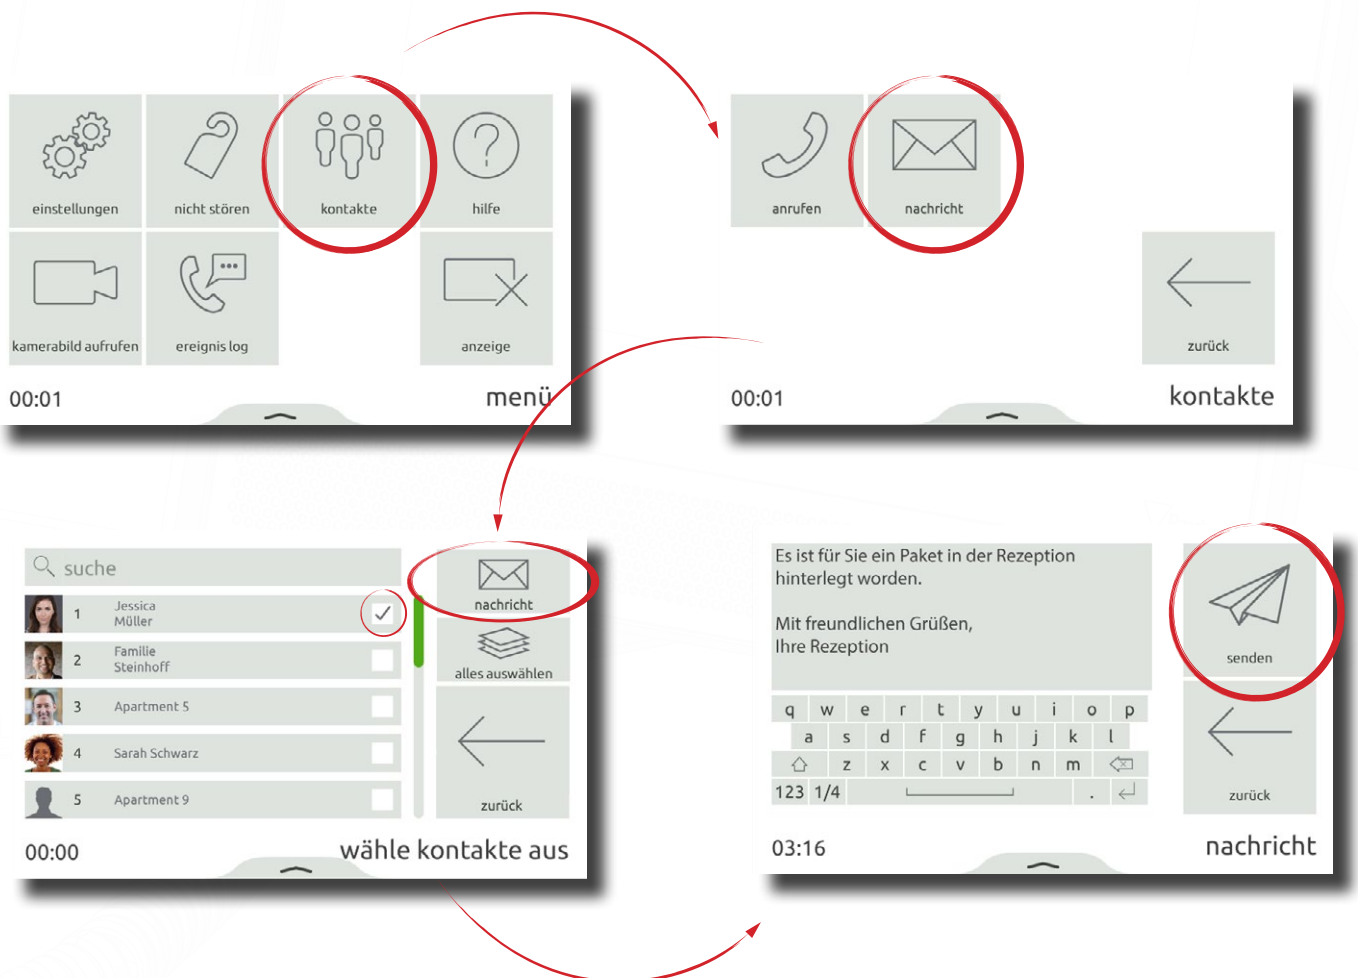 einstellungen
nicht stören
kontakte
hilfe
kamerabild aufrufen
ereignis log
anzeige
00:01
menü
anrufen
nachricht
zurück
00:01
kontakte
suche
1 Jessica
Müller
2 Familie
Steinhoff
3 Apartment 5
4 Sarah Schwarz
5 Apartment 9
nachricht
alles auswählen
zurück
00:00
wähle kontakte aus
Es ist für Sie ein Paket in der Rezeption
hinterlegt worden.
Mit freundlichen Grüßen,
Ihre Rezeption
q w e r t y u i o p
a s d f g h j k l
z x c v b n m
123 1/4 .
senden
zurück
03:16
nachricht